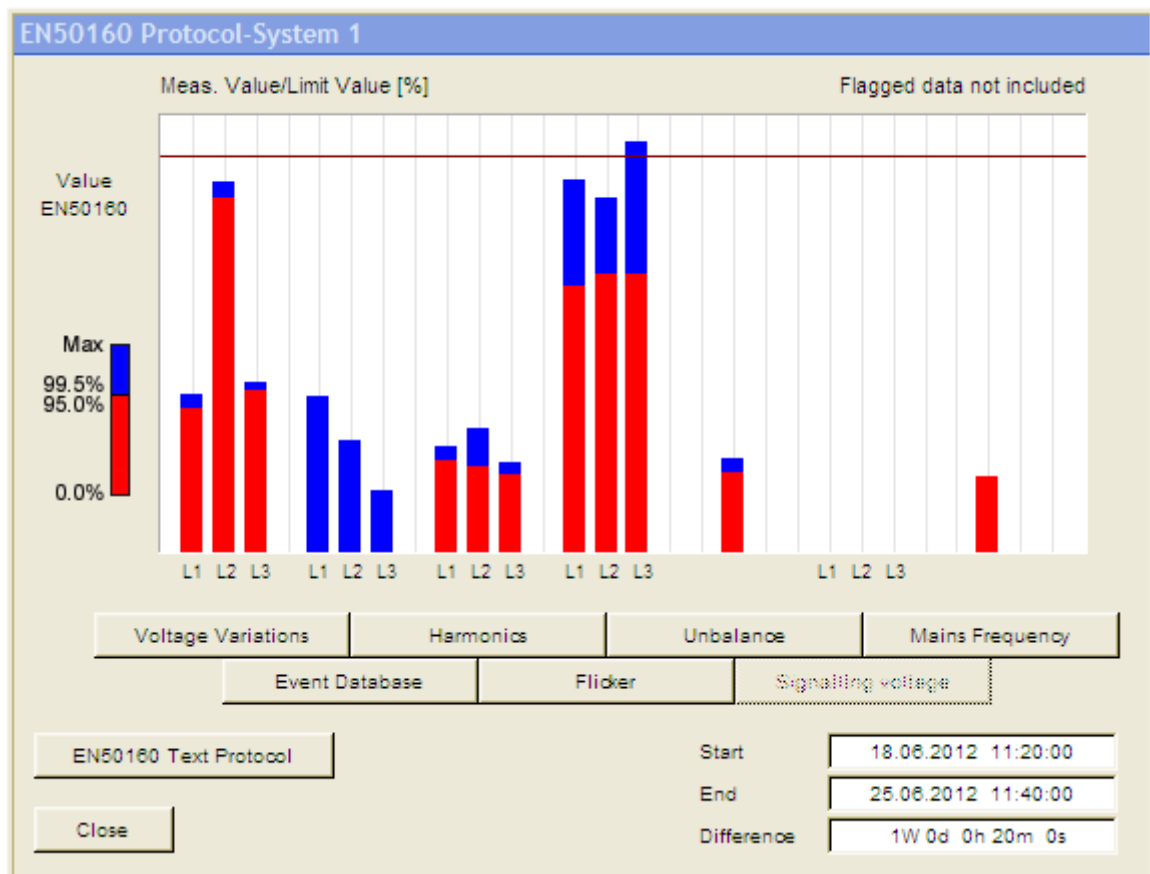 EN50160 Protocol-System 1
Meas. Value/Limit Value [%] Flagged data not included
Value
EN50160
Max
99.5%
95.0%
0.0%
L1 L2 L3 L1 L2 L3 L1 L2 L3 L1 L2 L3 L1 L2 L3
Voltage Variations Harmonics Unbalance Mains Frequency
Event Database Flicker Signalling voltage
EN50160 Text Protocol
Start 18.06.2012 11:20:00
End 25.06.2012 11:40:00
Close
Difference 1W 0d 0h 20m 0s